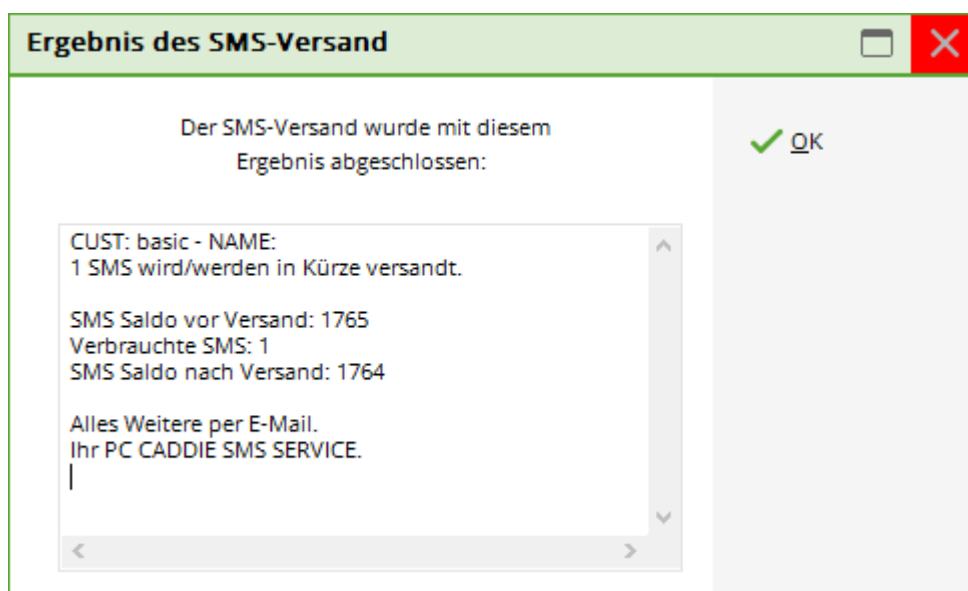 Ergebnis des SMS-Versand
Der SMS-Versand wurde mit diesem
Ergebnis abgeschlossen:
OK
CUST: basic - NAME:
1 SMS wird/werden in Kürze versandt.
SMS Saldo vor Versand: 1765
Verbrauchte SMS: 1
SMS Saldo nach Versand: 1764
Alles Weitere per E-Mail.
Ihr PC CADDIE SMS SERVICE.